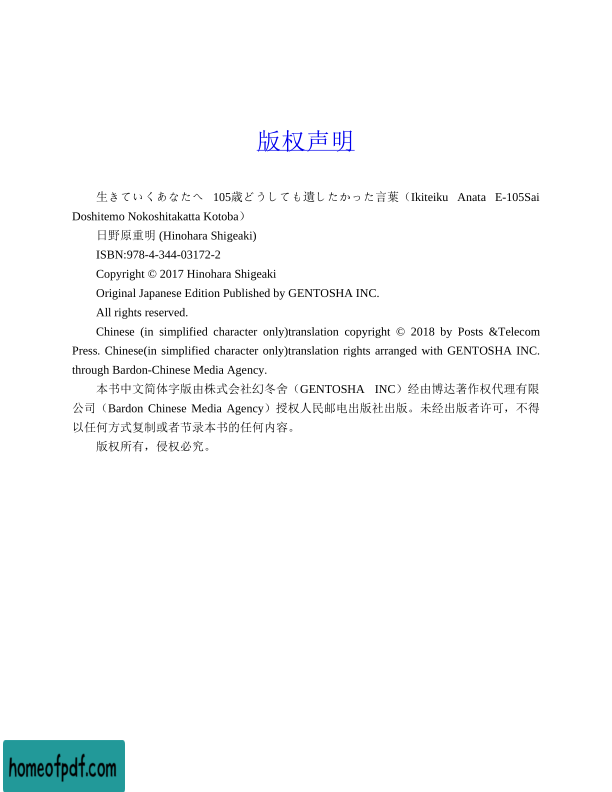 版权声明
生きていくあなたへ 105歳どうしても遺したかった言葉（Ikiteiku Anata E-105Sai
Doshitemo Nokoshitakatta Kotoba）
日野原重明 (Hinohara Shigeaki)
ISBN:978-4-344-03172-2
Copyright © 2017 Hinohara Shigeaki
Original Japanese Edition Published by GENTOSHA INC.
All rights reserved.
Chinese (in simplified character only)translation copyright © 2018 by Posts &Telecom
Press. Chinese(in simplified character only)translation rights arranged with GENTOSHA INC.
through Bardon-Chinese Media Agency.
本书中文简体字版由株式会社幻冬舍（GENTOSHA INC）经由博达著作权代理有限
公司（Bardon Chinese Media Agency）授权人民邮电出版社出版。未经出版者许可，不得
以任何方式复制或者节录本书的任何内容。
版权所有，侵权必究。
homeofpdf.com